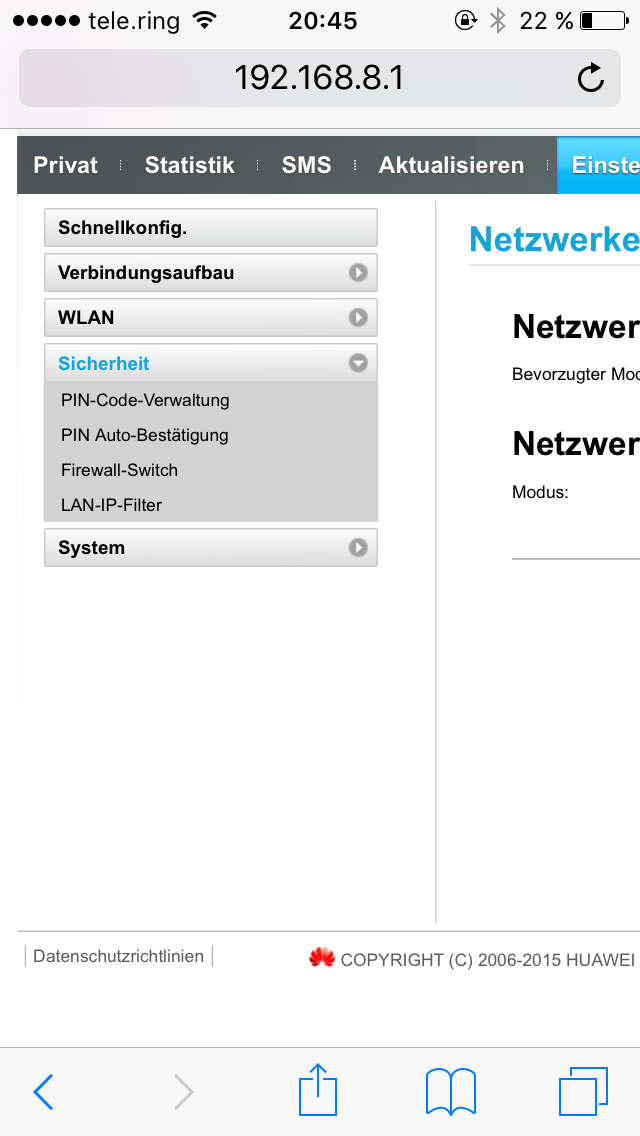 tele.ring 20:45 22 %
192.168.8.1
Privat Statistik SMS Aktualisieren Einste
Schnellkonfig.
Verbindungsaufbau
WLAN
Sicherheit
PIN-Code-Verwaltung
PIN Auto-Bestätigung
Firewall-Switch
LAN-IP-Filter
System
Netzwerke
Netzwer
Bevorzugter Mod
Netzwer
Modus:
Datenschutzrichtlinien COPYRIGHT (C) 2006-2015 HUAWEI